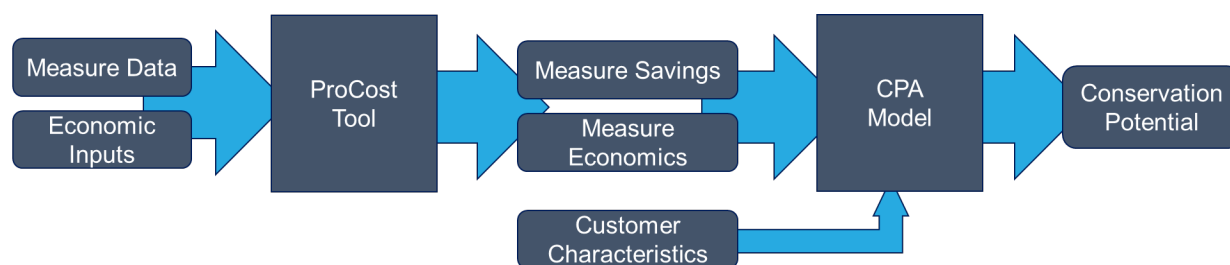 Measure Data
Economic
Inputs
ProCost
Tool
Measure Savings
Measure
Economics
Customer
Characteristics
CPA
Model
Conservation
Potential